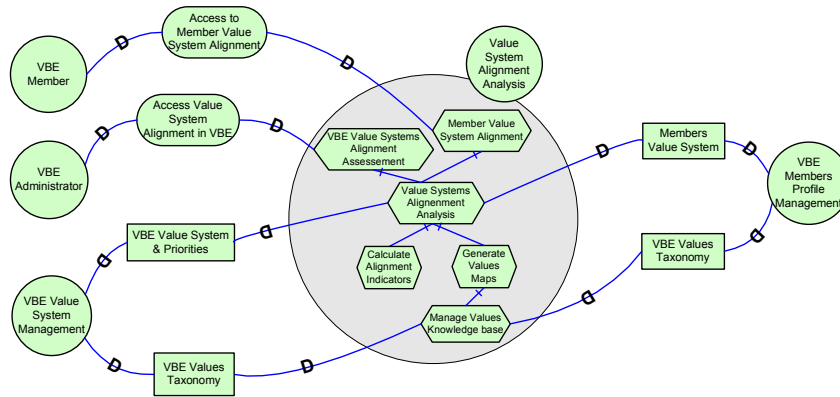 VBE
Member
D
Access to
Member Value
System Alignment
D
Value
System
Alignment
Analysis
VBE
Administrator
D
Access Value
System
Alignment in VBE
D
VBE Value Systems
Alignment
Assessement
Member Value
System Alignment
Value Systems
Alignenment
Analysis
Calculate
Alignment
Indicators
Generate
Values
Maps
Manage Values
Knowledge base
D
Members
Value System
D
VBE
Members
Profile
Management
D
VBE Values
Taxonomy
D
VBE Value System
& Priorities
D
D
VBE Value
System
Management
D
VBE Values
Taxonomy
D